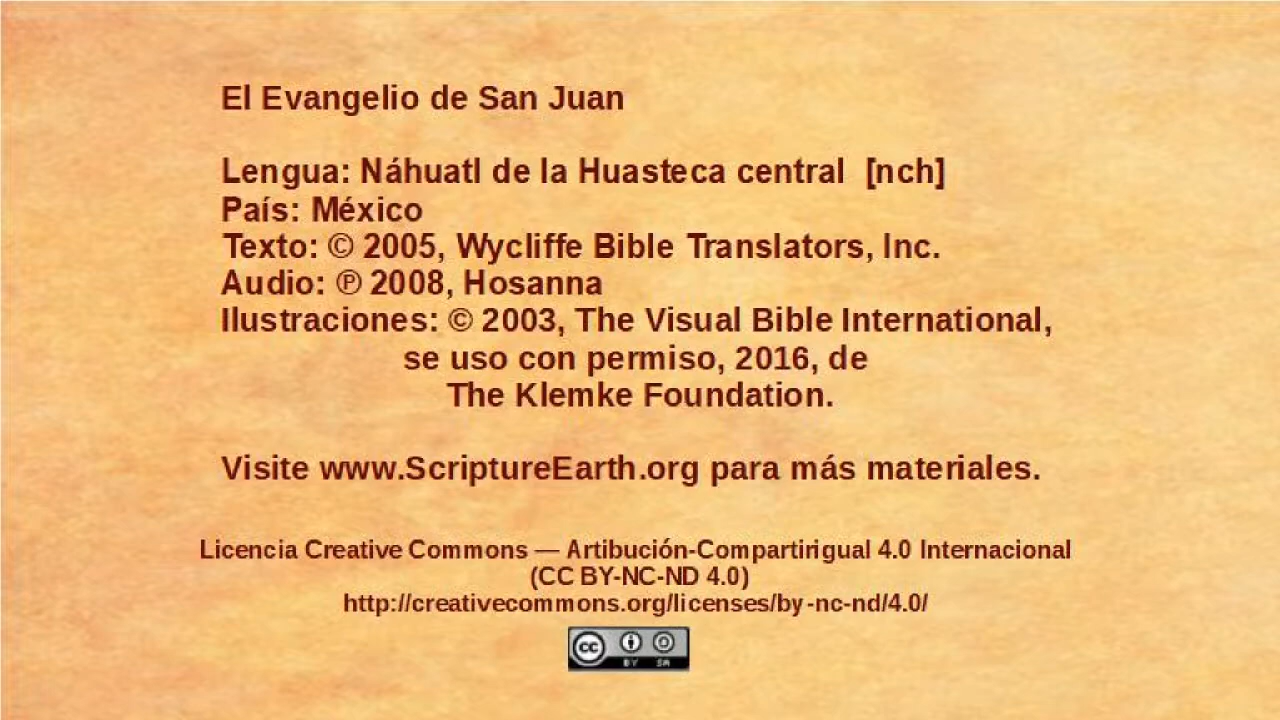 El Evangelio de San Juan
Lengua: Náhuatl de la Huasteca central [nch]
País: México
Texto: © 2005, Wycliffe Bible Translators, Inc.
Audio: ℗ 2008, Hosanna
Ilustraciones: © 2003, The Visual Bible International,
se uso con permiso, 2016, de
The Klemke Foundation.
Visite www.ScriptureEarth.org para más materiales.
Licencia Creative Commons — Artibución-Compartirigual 4.0 Internacional
(CC BY-NC-ND 4.0)
http://creativecommons.org/licenses/by-nc-nd/4.0/
cc BY SA